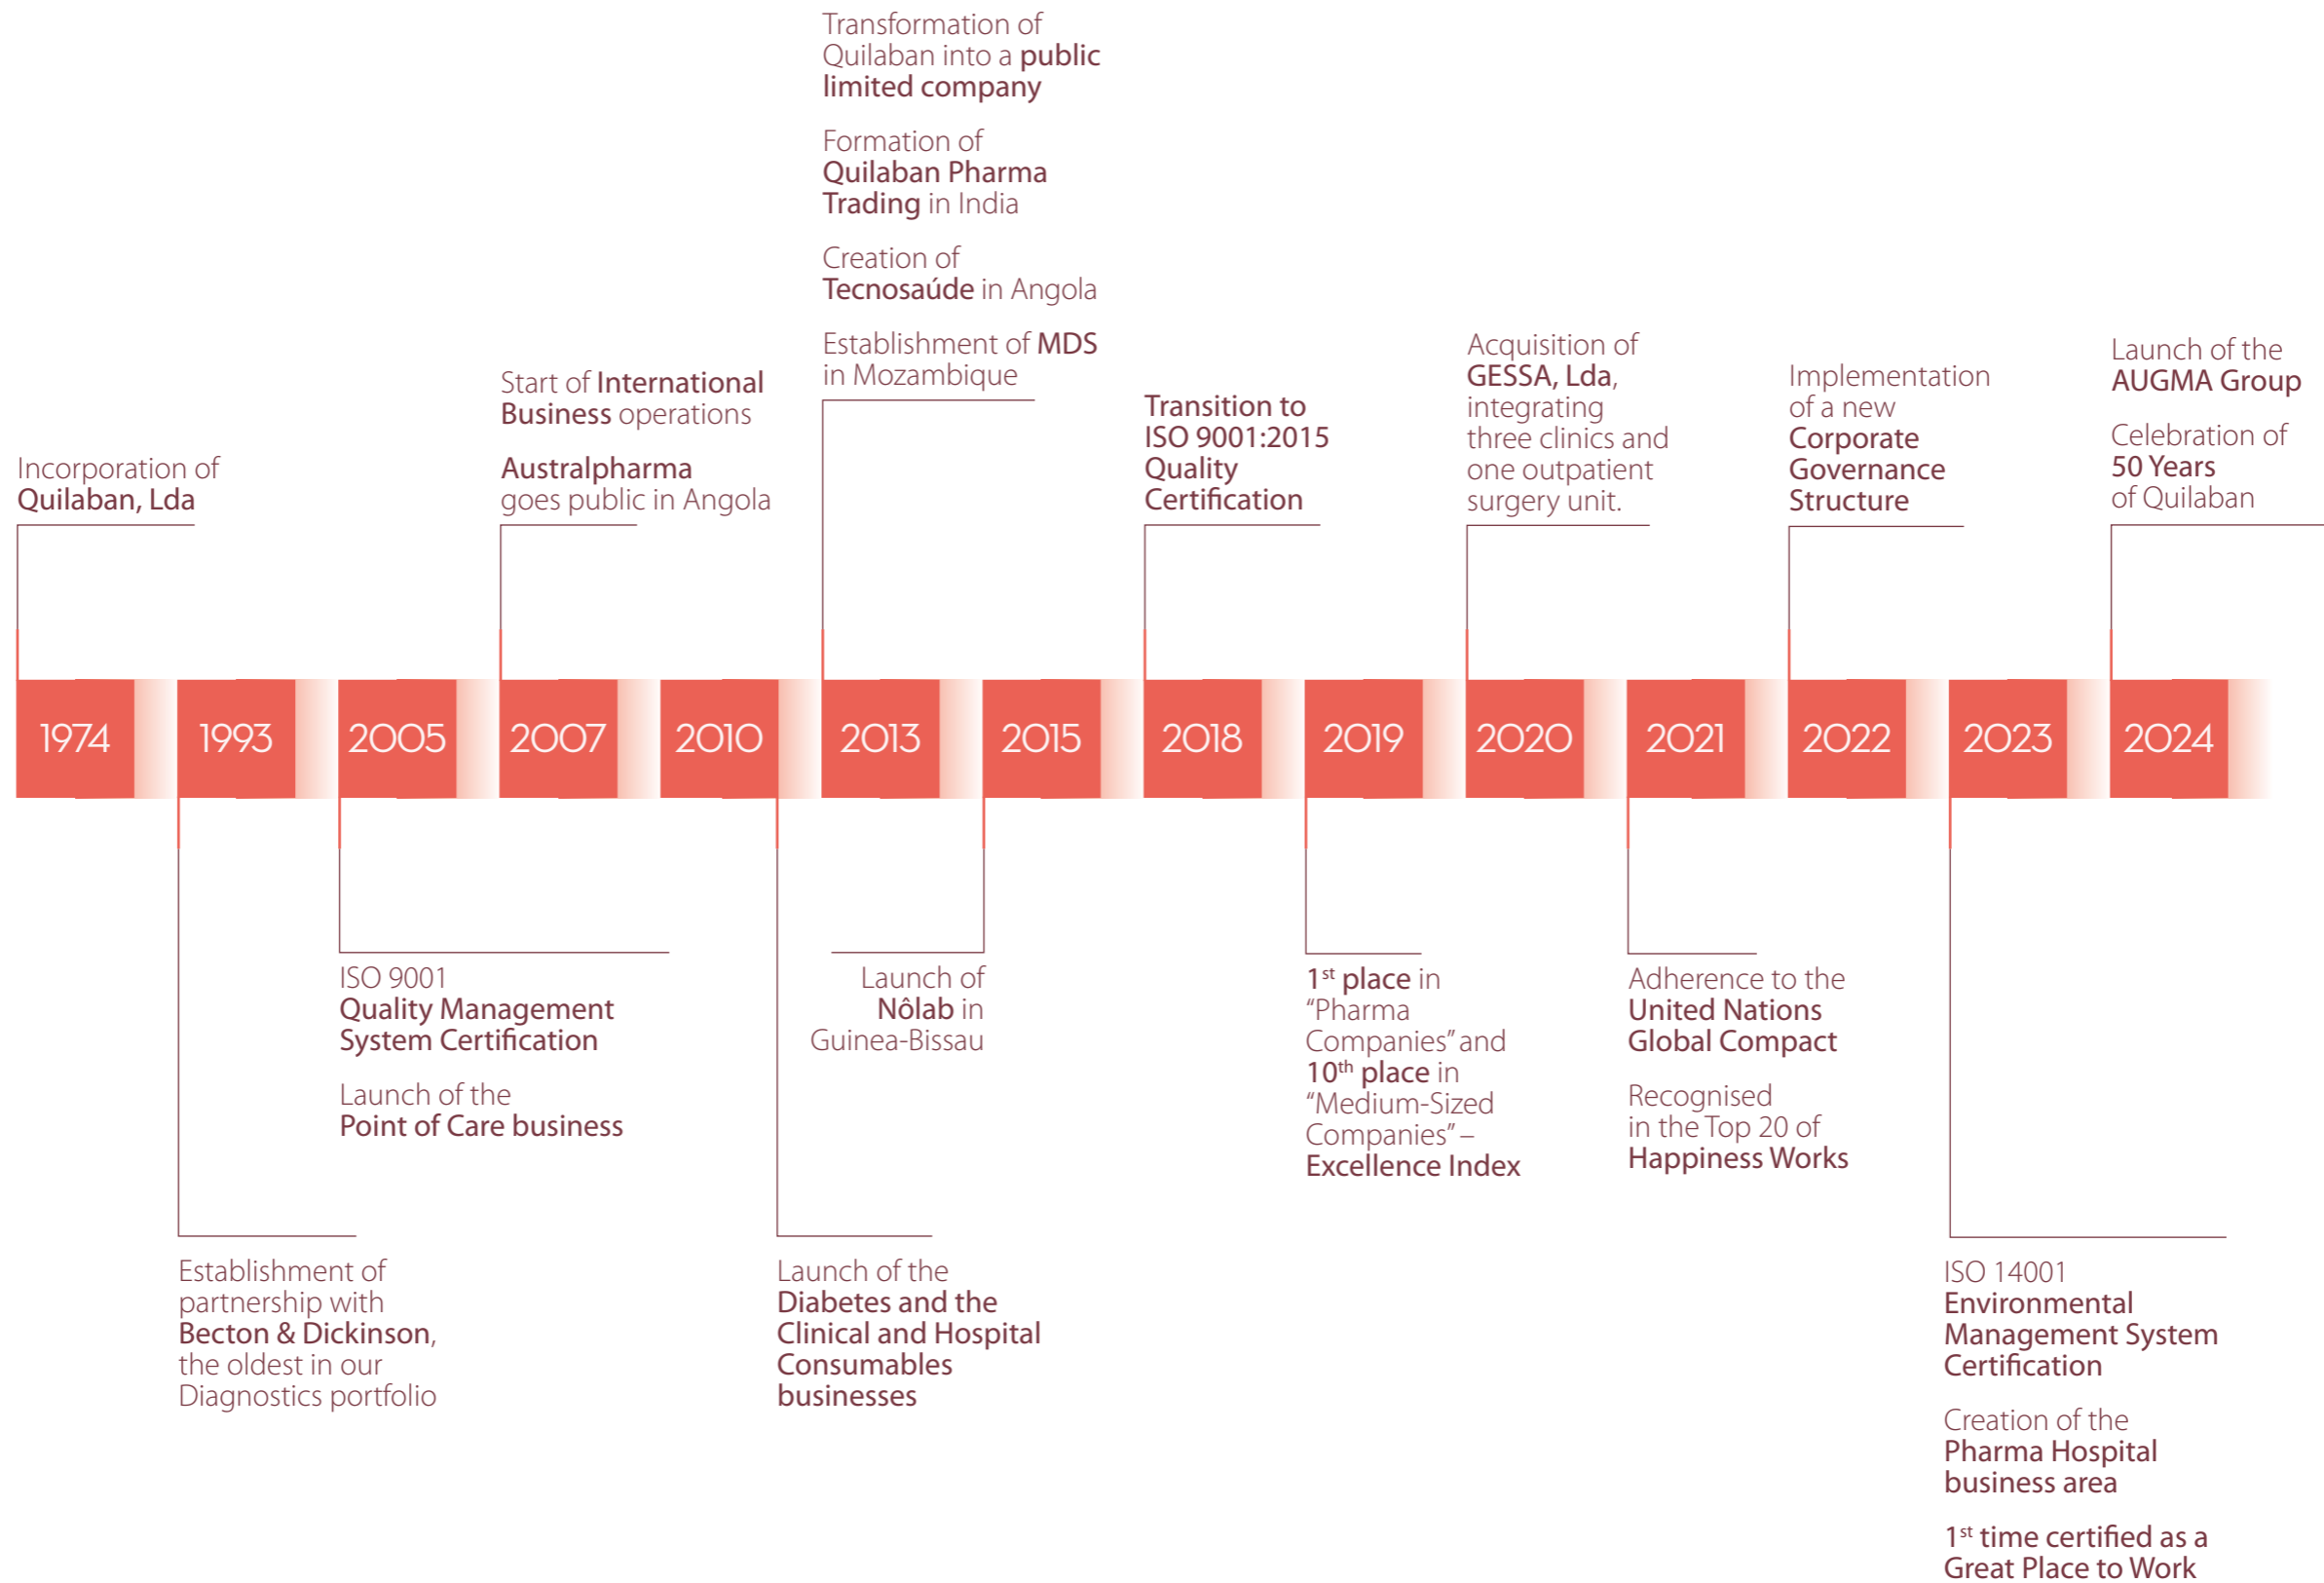 Transformation of
Quilaban into a public
limited company
Formation of
Quilaban Pharma
Trading in India
Creation of
Tecnosaúde in Angola
Establishment of MDS
in Mozambique
Incorporation of
Quilaban, Lda
Start of International
Business operations
Australpharma
goes public in Angola
Transition to
ISO 9001:2015
Quality
Certification
Acquisition of
GESSA, Lda,
integrating
three clinics and
one outpatient
surgery unit.
Implementation
of a new
Corporate
Governance
Structure
Launch of the
AUGMA Group
Celebration of
50 Years
of Quilaban
1974 1993 2005 2007 2010 2013 2015 2018 2019 2020 2021 2022 2023 2024
ISO 9001
Quality Management
System Certification
Launch of the
Point of Care business
Launch of
Nôlab in
Guinea-Bissau
1st place in
“Pharma
Companies” and
10th place in
“Medium-Sized
Companies” –
Excellence Index
Adherence to the
United Nations
Global Compact
Recognised
in the Top 20 of
Happiness Works
Establishment of
partnership with
Becton & Dickinson,
the oldest in our
Diagnostics portfolio
Launch of the
Diabetes and the
Clinical and Hospital
Consumables
businesses
ISO 14001
Environmental
Management System
Certification
Creation of the
Pharma Hospital
business area
1st time certified as a
Great Place to Work